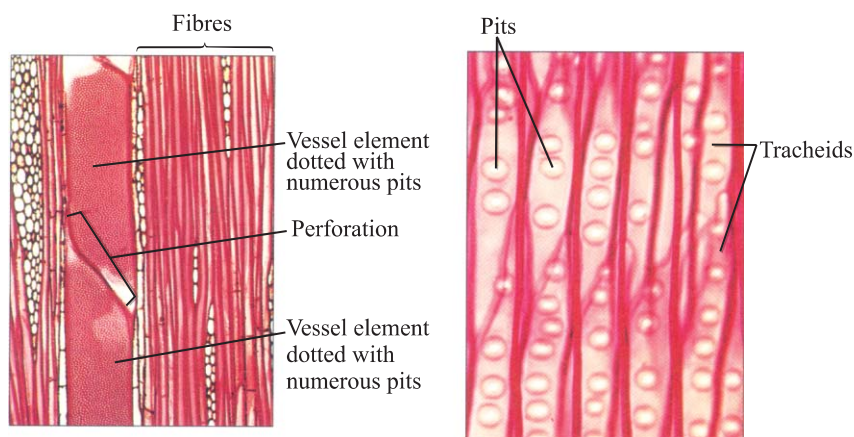 Fibres
Vessel element
dotted with
numerous pits
Perforation
Vessel element
dotted with
numerous pits
Pits
Tracheids